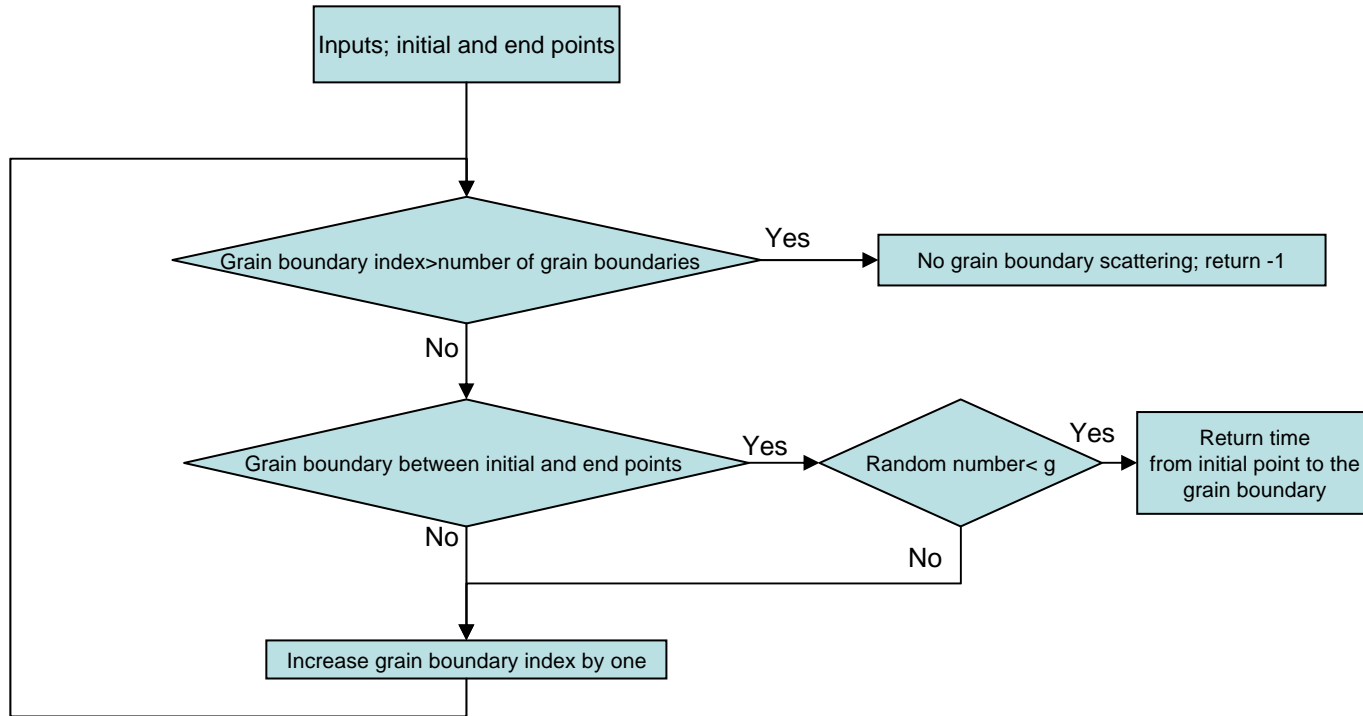 Inputs; initial and end points
Yes
Grain boundary index>number of grain boundaries
No grain boundary scattering; return -1
No
Yes
Yes
Grain boundary between initial and end points
Random number< g
Return time
from initial point to the
grain boundary
No
No
Increase grain boundary index by one